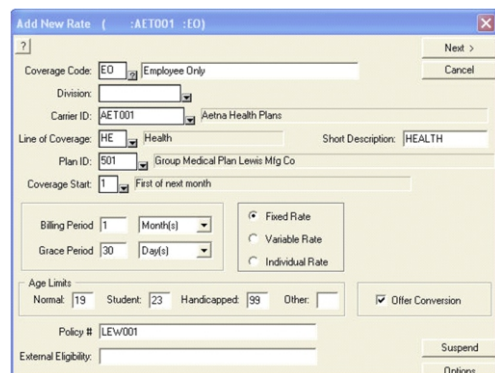 Add New Rate ( :AET001 :EO)
? Next >
Coverage Code: EO ? Employee Only Cancel
Division:
Carrier ID: AET001 Aetna Health Plans
Line of Coverage: HE Health Short Description: HEALTH
Plan ID: 501 Group Medical Plan Lewis Mfg Co
Coverage Start: 1 First of next month
Billing Period 1 Month(s) Fixed Rate
Variable Rate
Grace Period 30 Day(s) Individual Rate
Age Limits
Normal: 19 Student: 23 Handicapped: 99 Other: Offer Conversion
Policy # LEW001
External Eligibility: Suspend
Options